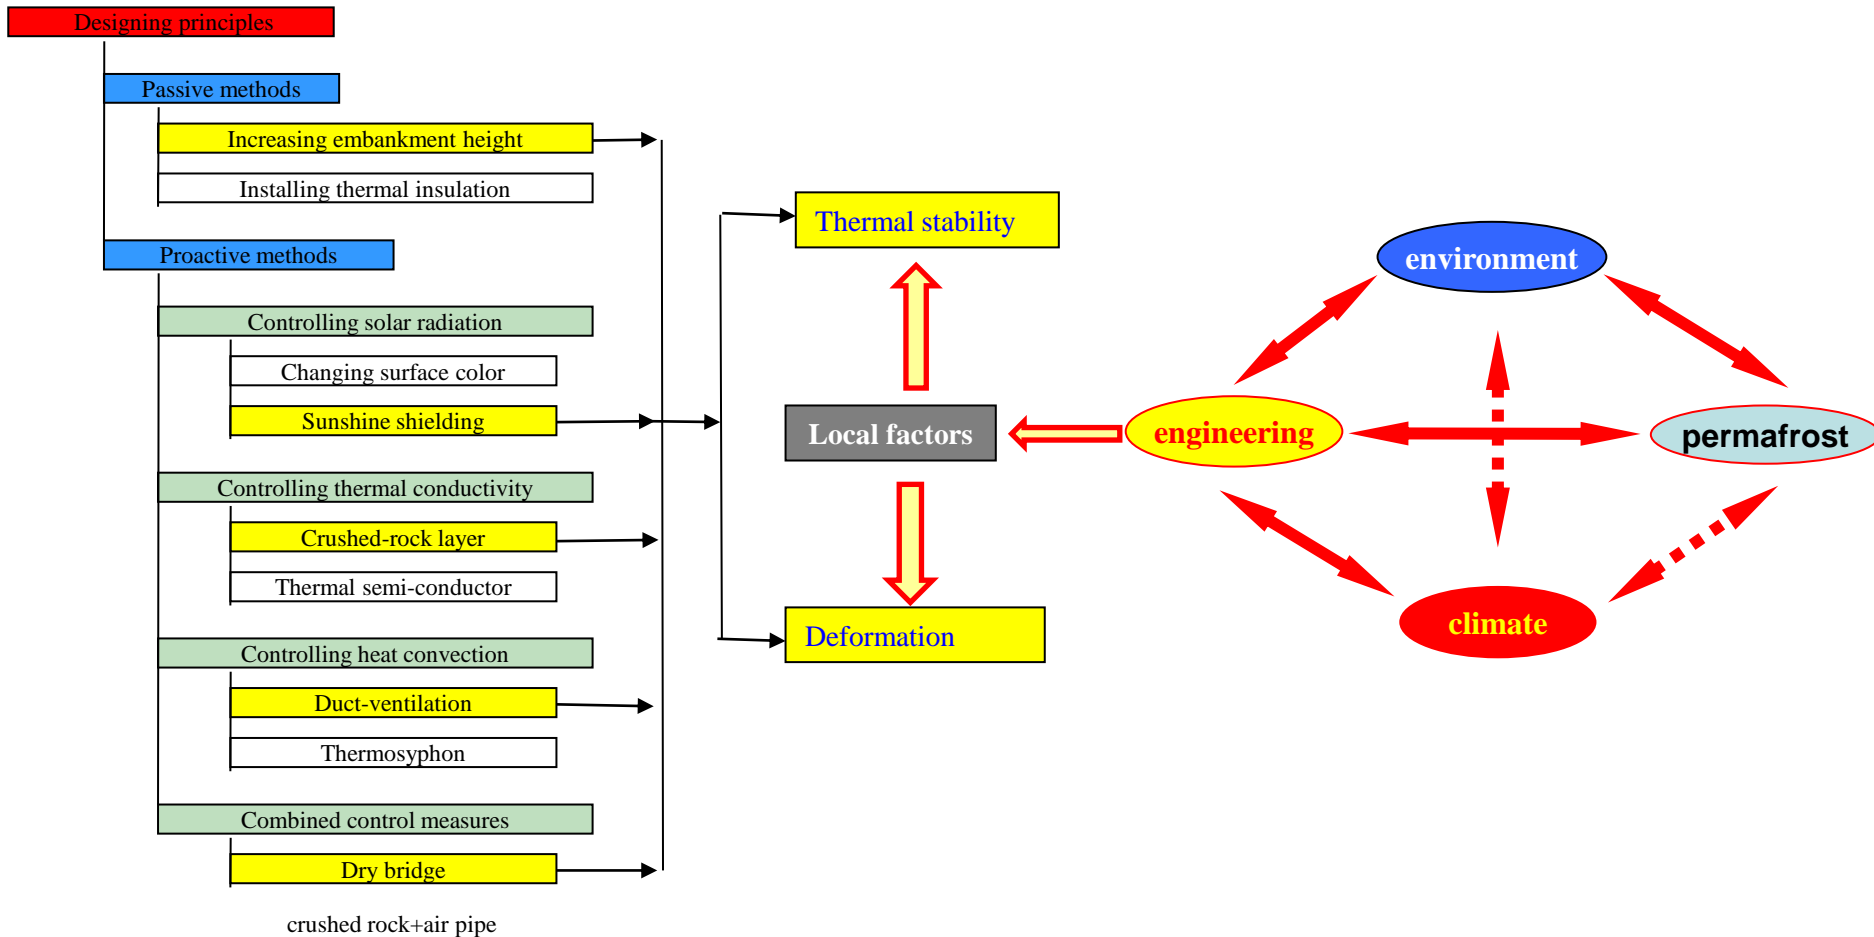 Designing principles
Passive methods
Increasing embankment height
Installing thermal insulation
Proactive methods
Controlling solar radiation
Changing surface color
Sunshine shielding
Controlling thermal conductivity
Crushed-rock layer
Thermal semi-conductor
Controlling heat convection
Duct-ventilation
Thermosyphon
Combined control measures
Dry bridge
crushed rock+air pipe
Thermal stability
Local factors
Deformation
environment
engineering
permafrost
climate